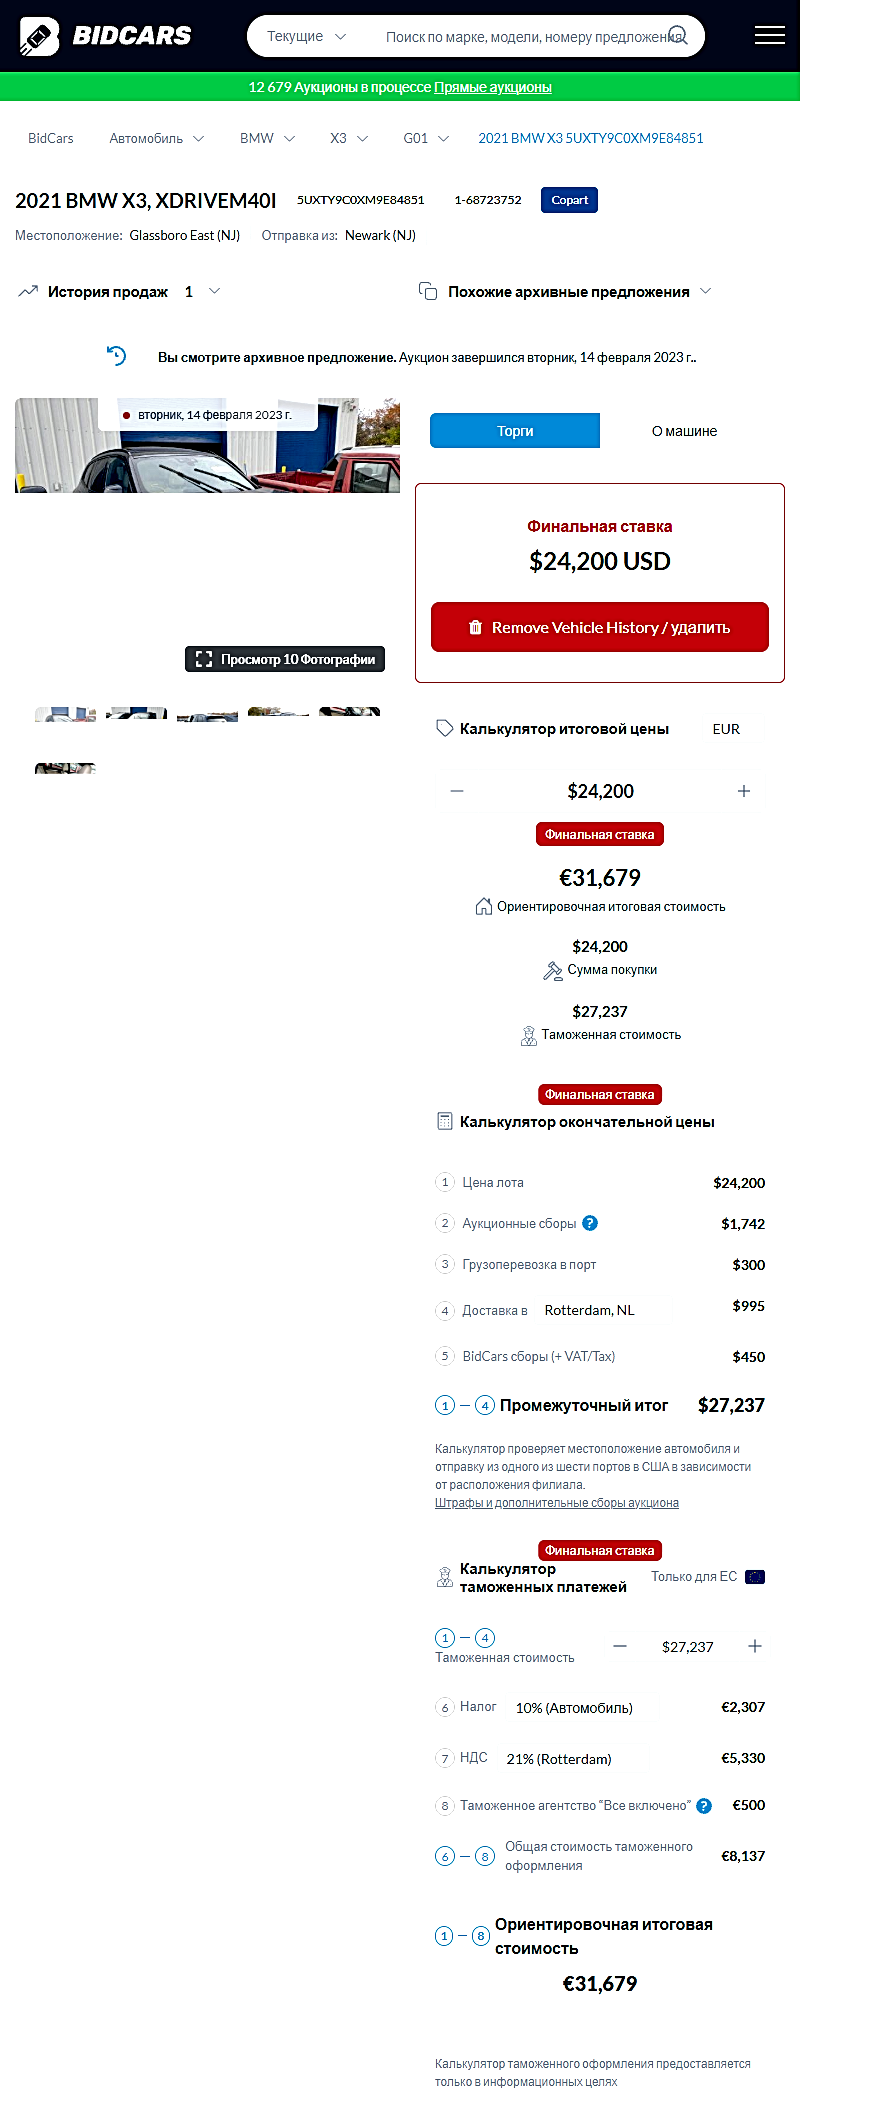 BIDCARS
Текущие
Поиск по марке, модели, номеру предложения
12 679 Аукционы в процессе Прямые аукционы
BidCars
Автомобиль
BMW
X3
G01
2021 BMW X3 5UXTY9C0XM9E84851
2021 BMW X3, XDRIVEM40I
5UXTY9C0XM9E84851
1-68723752
Copart
Местоположение: Glassboro East (NJ)
Отправка из: Newark (NJ)
История продаж 1
Похожие архивные предложения
Вы смотрите архивное предложение. Аукцион завершился вторник, 14 февраля 2023 г..
вторник, 14 февраля 2023 г.
Просмотр 10 Фотографии
Торги
О машине
Финальная ставка
$24,200 USD
Remove Vehicle History / удалить
Калькулятор итоговой цены
EUR
$24,200
Финальная ставка
€31,679
Ориентировочная итоговая стоимость
$24,200
Сумма покупки
$27,237
Таможенная стоимость
Финальная ставка
Калькулятор окончательной цены
1 Цена лота $24,200
2 Аукционные сборы ? $1,742
3 Грузоперевозка в порт $300
4 Доставка в Rotterdam, NL $995
5 BidCars сборы (+ VAT/Tax) $450
1 – 4 Промежуточный итог $27,237
Калькулятор проверяет местоположение автомобиля и
отправку из одного из шести портов в США в зависимости
от расположения филиала.
Штрафы и дополнительные сборы аукциона
Финальная ставка
Калькулятор
таможенных платежей
Только для ЕС
1 – 4
Таможенная стоимость
$27,237
6 Налог 10% (Автомобиль) €2,307
7 НДС 21% (Rotterdam) €5,330
8 Таможенное агентство "Все включено" ? €500
6 – 8 Общая стоимость таможенного
оформления
€8,137
1 – 8 Ориентировочная итоговая
стоимость
€31,679
Калькулятор таможенного оформления предоставляется
только в информационных целях